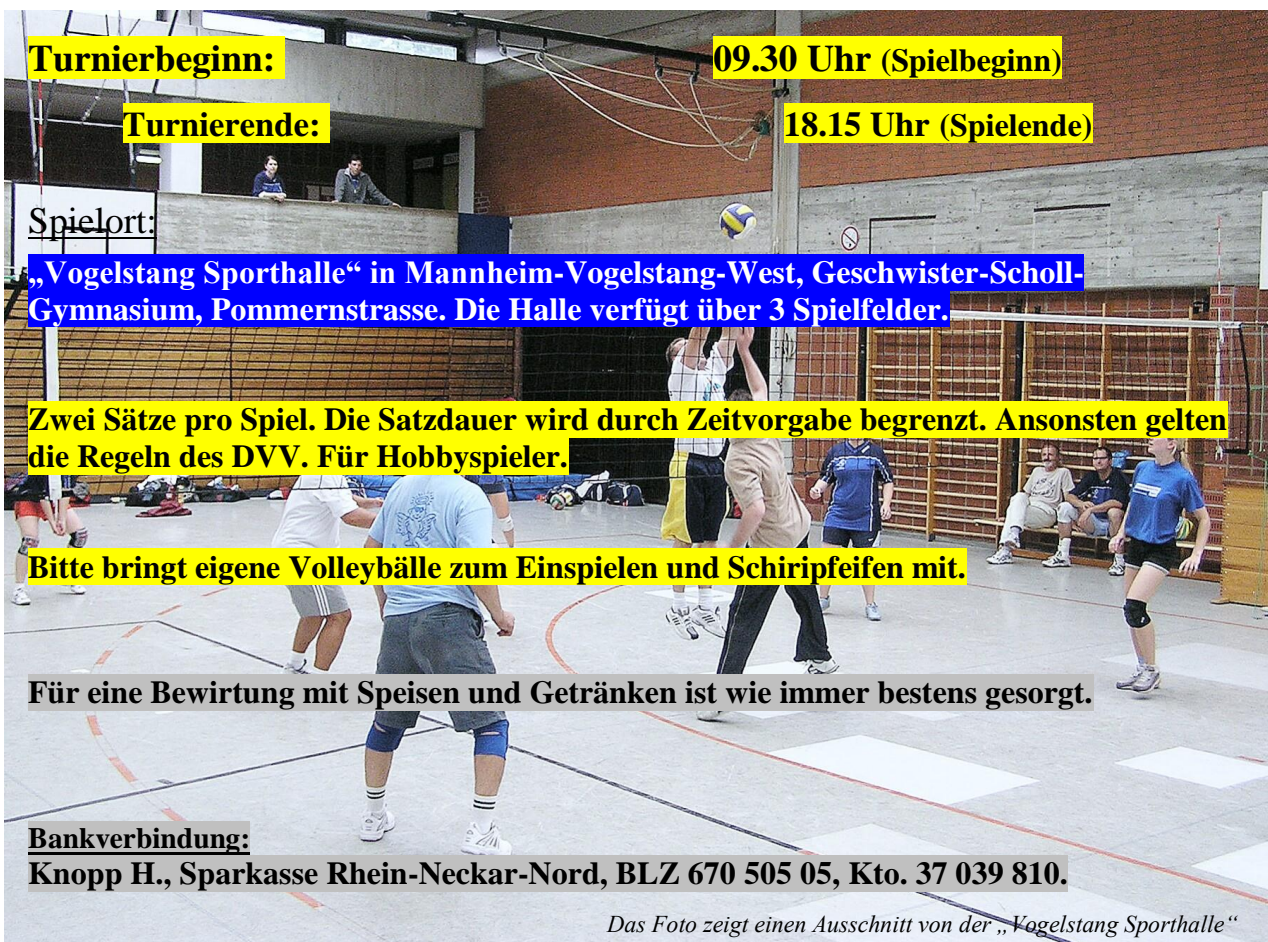 Turnierbeginn: 09.30 Uhr (Spielbeginn)
Turnierende: 18.15 Uhr (Spielende)
Spielort:
„Vogelstang Sporthalle“ in Mannheim-Vogelstang-West, Geschwister-Scholl-
Gymnasium, Pommernstrasse. Die Halle verfügt über 3 Spielfelder.
Zwei Sätze pro Spiel. Die Satzdauer wird durch Zeitvorgabe begrenzt. Ansonsten gelten
die Regeln des DVV. Für Hobbyspieler.
Bitte bringt eigene Volleybälle zum Einspielen und Schiripfeifen mit.
Für eine Bewirtung mit Speisen und Getränken ist wie immer bestens gesorgt.
Bankverbindung:
Knopp H., Sparkasse Rhein-Neckar-Nord, BLZ 670 505 05, Kto. 37 039 810.
Das Foto zeigt einen Ausschnitt von der „Vogelstang Sporthalle“